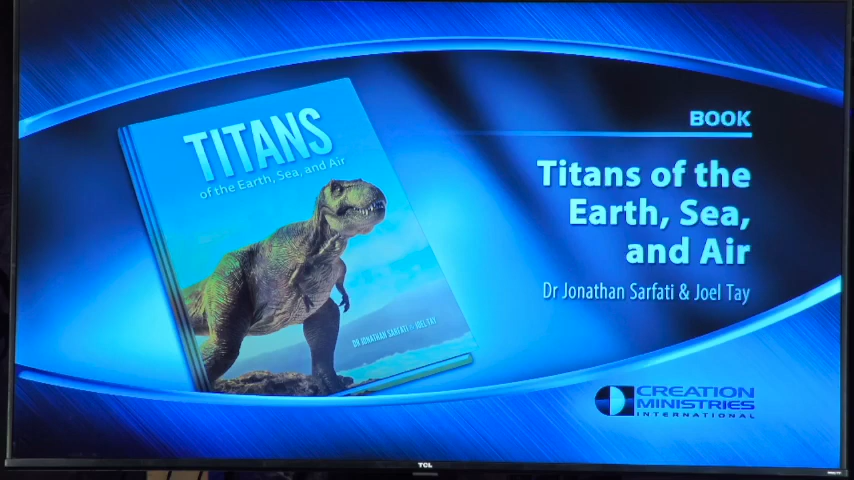 TITANS
of the Earth, Sea, and Air
DR JONATHAN SARFATI & JOEL TAY
BOOK
Titans of the
Earth, Sea,
and Air
Dr Jonathan Sarfati & Joel Tay
CREATION
MINISTRIES
INTERNATIONAL
TCL